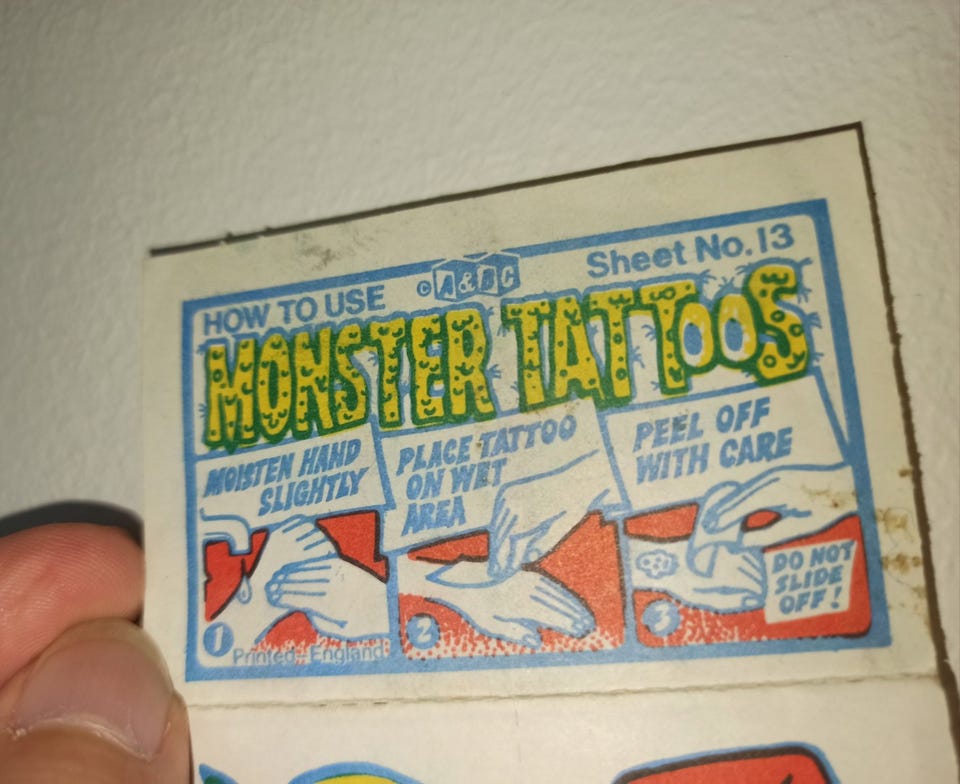 HOW TO USE
© A&BC
Sheet No. 13
MONSTER TATTOOS
MOISTEN HAND
SLIGHTLY
PLACE TATTOO
ON WET
AREA
PEEL OFF
WITH CARE
DO NOT
SLIDE
OFF!
1
2
3
Printed - England